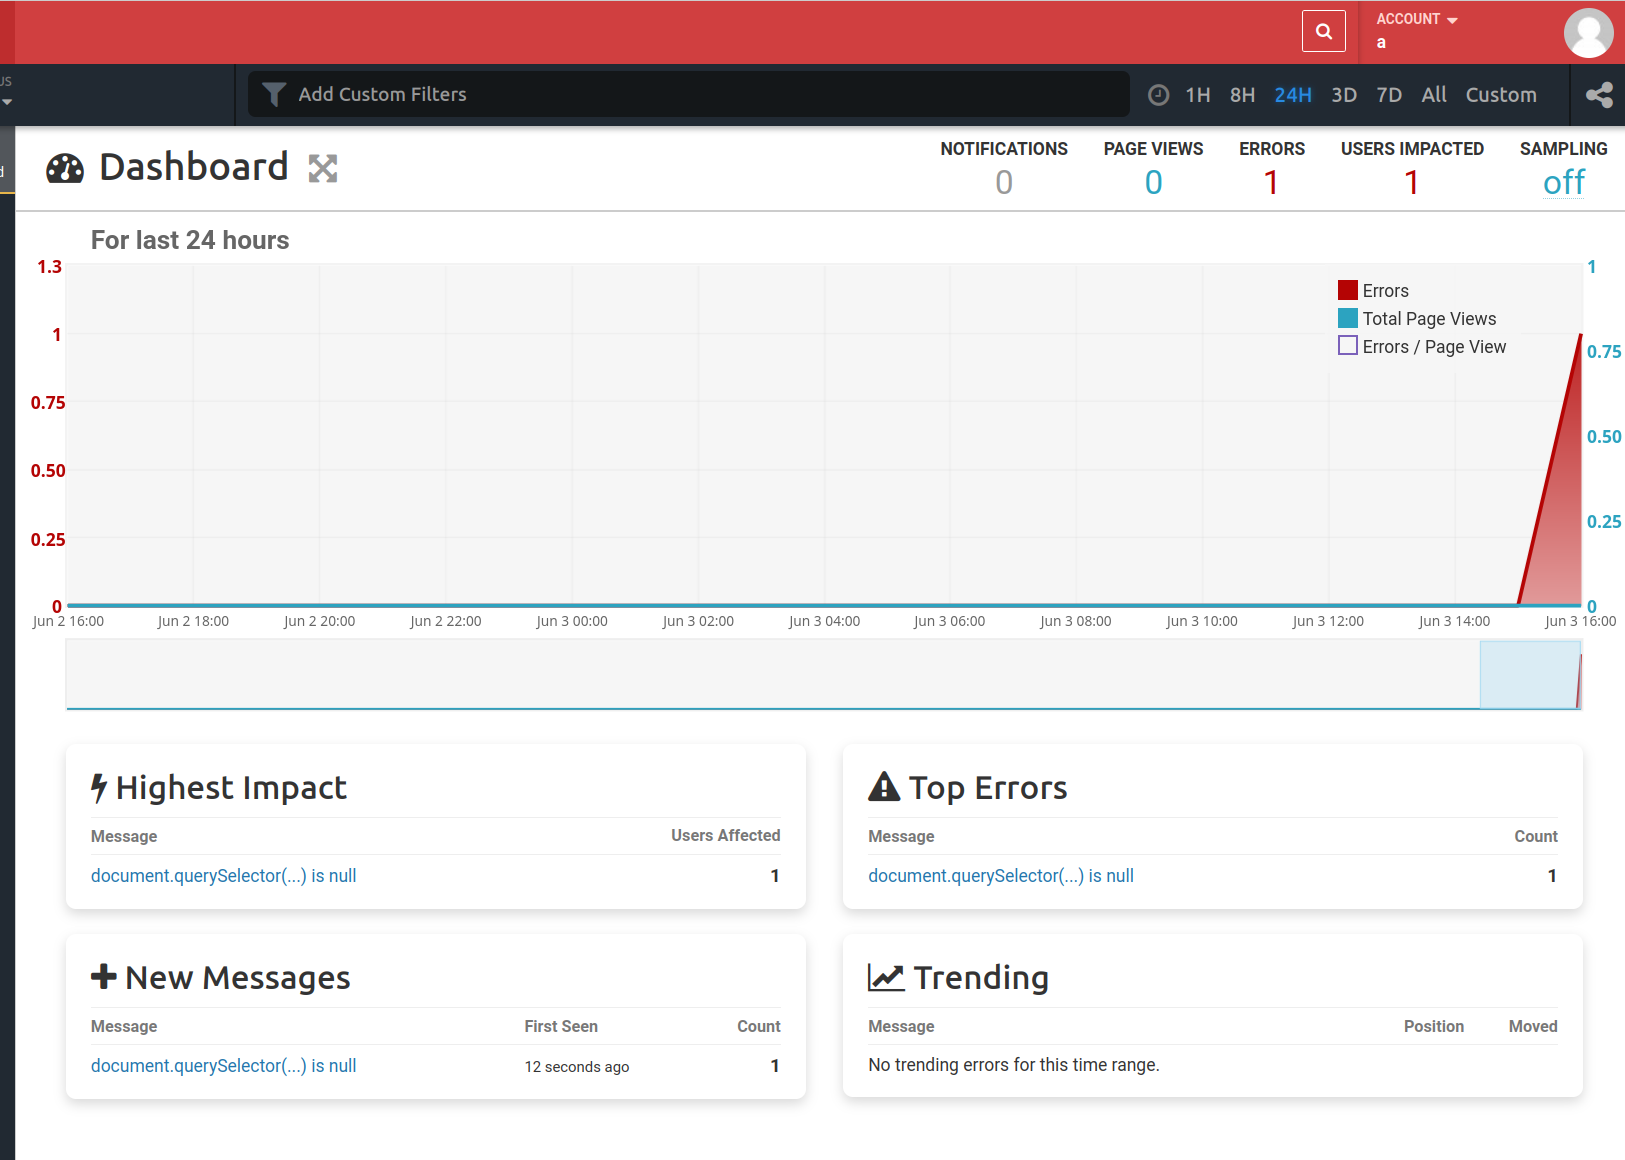 ACCOUNT
a
US
Add Custom Filters
1H 8H 24H 3D 7D All Custom
d
Dashboard
NOTIFICATIONS PAGE VIEWS ERRORS USERS IMPACTED SAMPLING
0 0 1 1 off
For last 24 hours
1.3
1
0.75
0.50
0.25
0
Errors
Total Page Views
Errors / Page View
1
0.75
0.50
0.25
0
Jun 2 16:00 Jun 2 18:00 Jun 2 20:00 Jun 2 22:00 Jun 3 00:00 Jun 3 02:00 Jun 3 04:00 Jun 3 06:00 Jun 3 08:00 Jun 3 10:00 Jun 3 12:00 Jun 3 14:00 Jun 3 16:00
Highest Impact
Message Users Affected
document.querySelector(...) is null 1
Top Errors
Message Count
document.querySelector(...) is null 1
New Messages
Message First Seen Count
document.querySelector(...) is null 12 seconds ago 1
Trending
Message Position Moved
No trending errors for this time range.